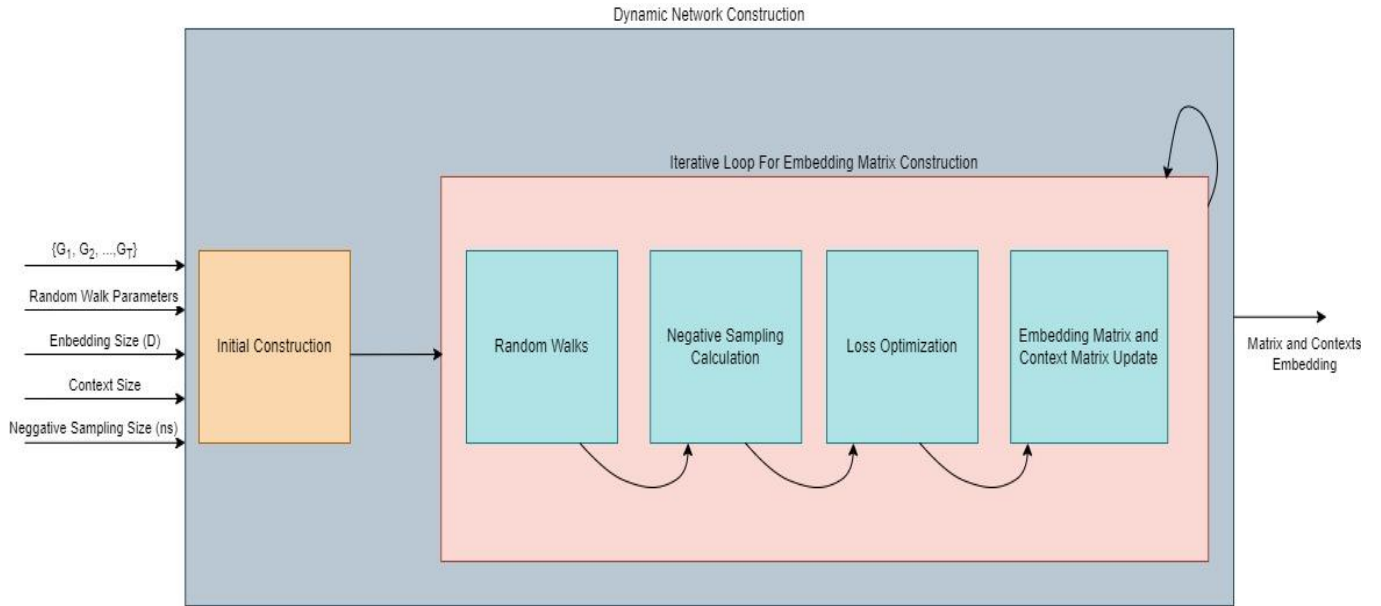 Dynamic Network Construction
Iterative Loop For Embedding Matrix Construction
{G1, G2, ...,GT}
Random Walk Parameters
Enbedding Size (D)
Context Size
Neggative Sampling Size (ns)
Initial Construction
Random Walks
Negative Sampling
Calculation
Loss Optimization
Embedding Matrix and
Context Matrix Update
Matrix and Contexts
Embedding